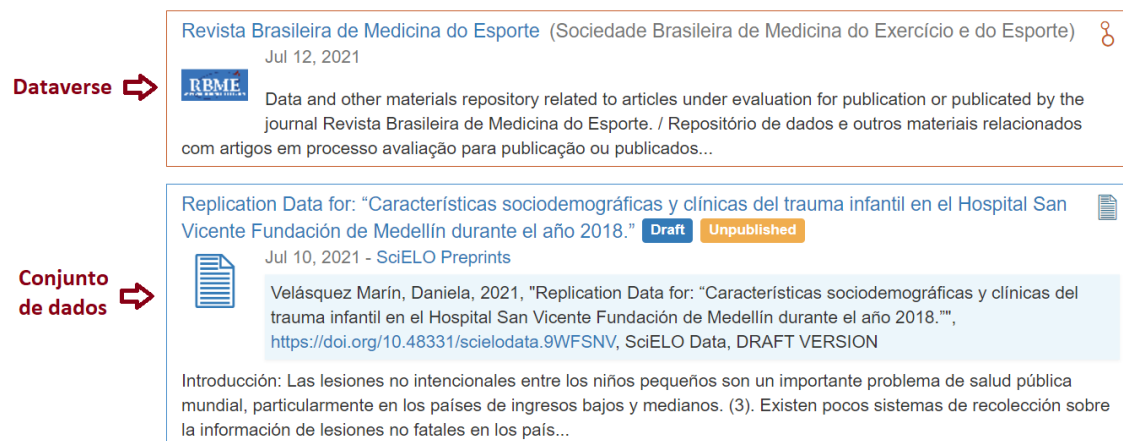 Revista Brasileira de Medicina do Esporte (Sociedade Brasileira de Medicina do Exercício e do Esporte)
Jul 12, 2021
Dataverse
RBME
Data and other materials repository related to articles under evaluation for publication or publicated by the
journal Revista Brasileira de Medicina do Esporte. / Repositório de dados e outros materiais relacionados
com artigos em processo avaliação para publicação ou publicados...
Replication Data for: “Características sociodemográficas y clínicas del trauma infantil en el Hospital San
Vicente Fundación de Medellín durante el año 2018.” Draft Unpublished
Jul 10, 2021 - SciELO Preprints
Conjunto
de dados
Velásquez Marín, Daniela, 2021, "Replication Data for: “Características sociodemográficas y clínicas del
trauma infantil en el Hospital San Vicente Fundación de Medellín durante el año 2018.”",
https://doi.org/10.48331/scielodata.9WFSNV, SciELO Data, DRAFT VERSION
Introducción: Las lesiones no intencionales entre los niños pequeños son un importante problema de salud pública
mundial, particularmente en los países de ingresos bajos y medianos. (3). Existen pocos sistemas de recolección sobre
la información de lesiones no fatales en los país...